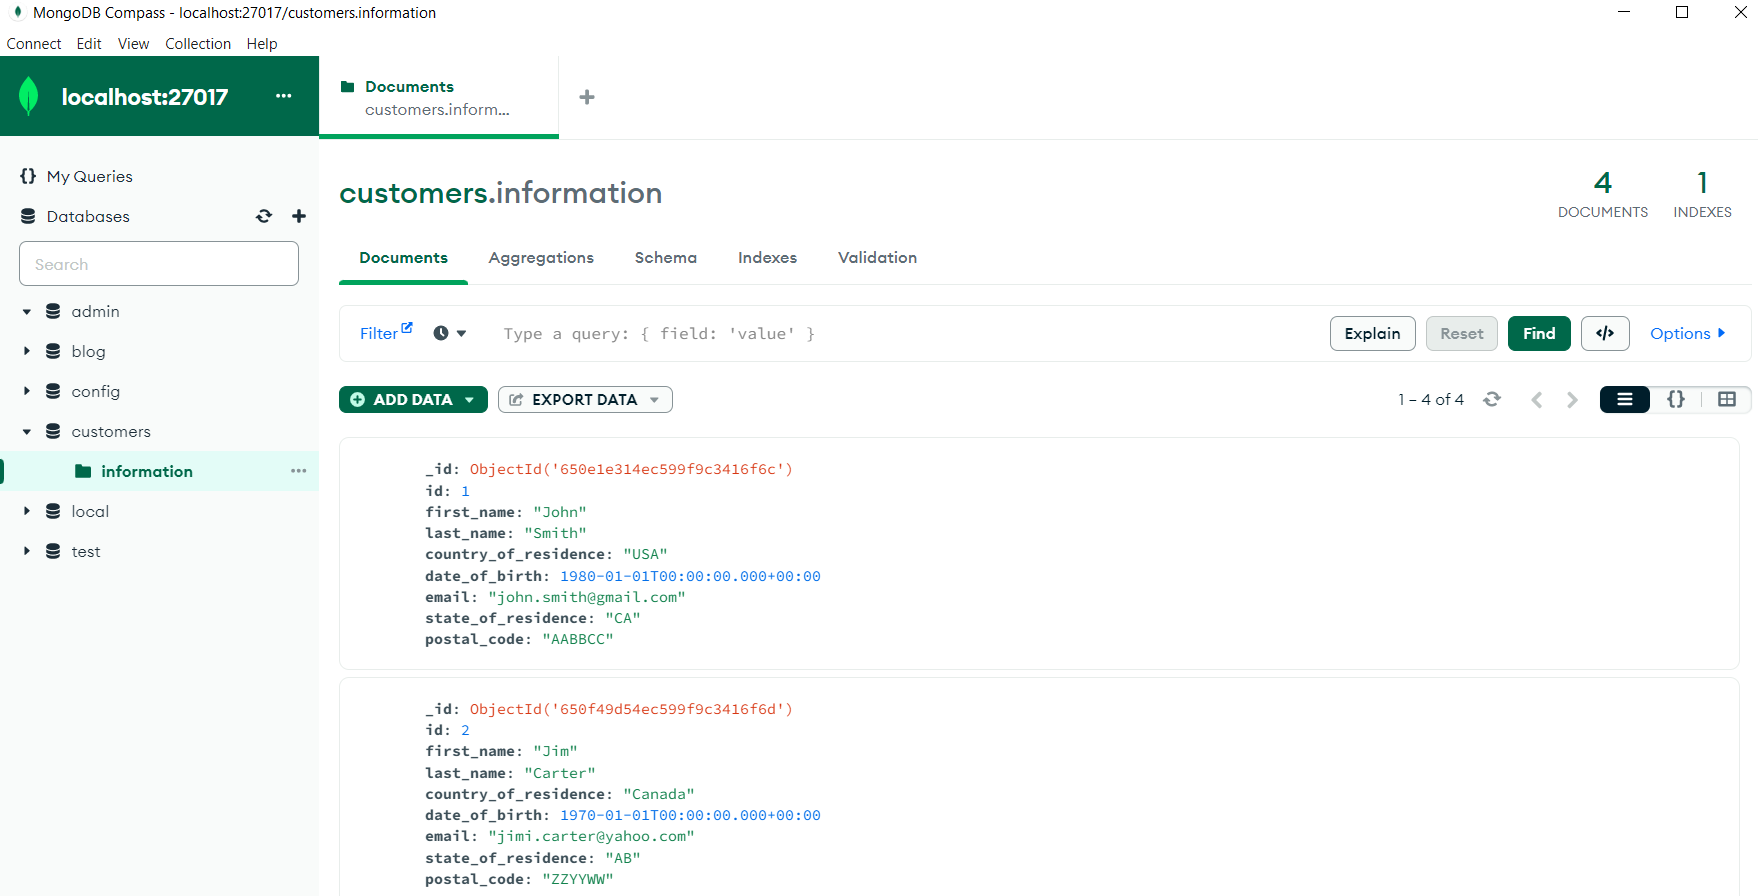 MongoDB Compass - localhost:27017/customers.information
Connect Edit View Collection Help
localhost:27017 ...
Documents
customers.inform...
{} My Queries
Databases
Search
admin
blog
config
customers
information
local
test
customers.information
4
DOCUMENTS
1
INDEXES
Documents Aggregations Schema Indexes Validation
Filter
Type a query: { field: 'value' }
Explain Reset Find </> Options
ADD DATA EXPORT DATA
1 – 4 of 4
{}
_id: ObjectId('650e1e314ec599f9c3416f6c')
id: 1
first_name: "John"
last_name: "Smith"
country_of_residence: "USA"
date_of_birth: 1980-01-01T00:00:00.000+00:00
email: "john.smith@gmail.com"
state_of_residence: "CA"
postal_code: "AABBCC"
_id: ObjectId('650f49d54ec599f9c3416f6d')
id: 2
first_name: "Jim"
last_name: "Carter"
country_of_residence: "Canada"
date_of_birth: 1970-01-01T00:00:00.000+00:00
email: "jimi.carter@yahoo.com"
state_of_residence: "AB"
postal_code: "ZZYYWW"